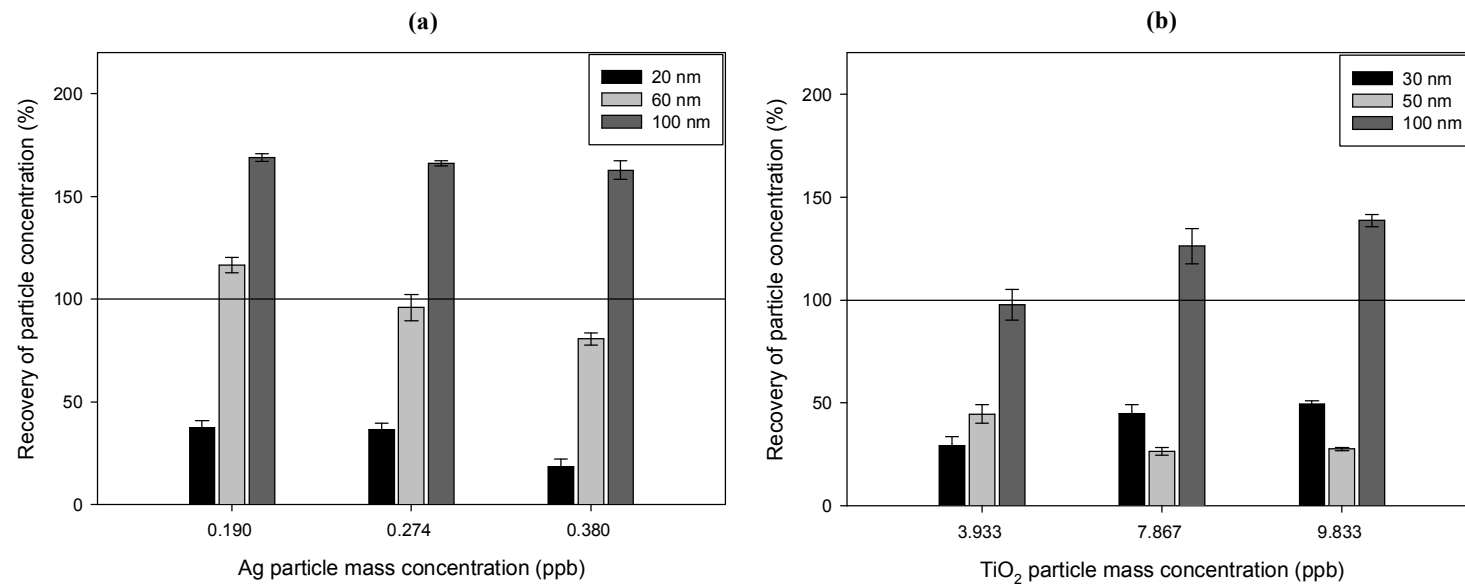 (a)
Recovery of particle concentration (%)
200
150
100
50
0
20 nm
60 nm
100 nm
0.190 0.274 0.380
Ag particle mass concentration (ppb)
(b)
Recovery of particle concentration (%)
200
150
100
50
0
30 nm
50 nm
100 nm
3.933 7.867 9.833
TiO₂ particle mass concentration (ppb)